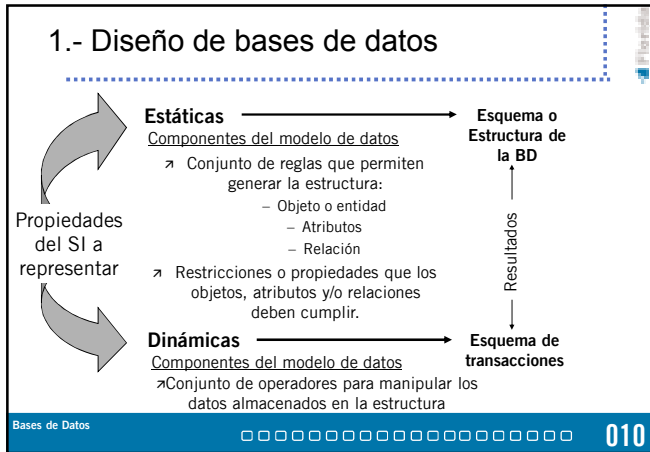 1.- Diseño de bases de datos
Propiedades
del SI a
representar
Estáticas
Componentes del modelo de datos
Conjunto de reglas que permiten
generar la estructura:
– Objeto o entidad
– Atributos
– Relación
Restricciones o propiedades que los
objetos, atributos y/o relaciones
deben cumplir.
Dinámicas
Componentes del modelo de datos
Conjunto de operadores para manipular los
datos almacenados en la estructura
Esquema o
Estructura de
la BD
Resultados
Esquema de
transacciones
Bases de Datos
010